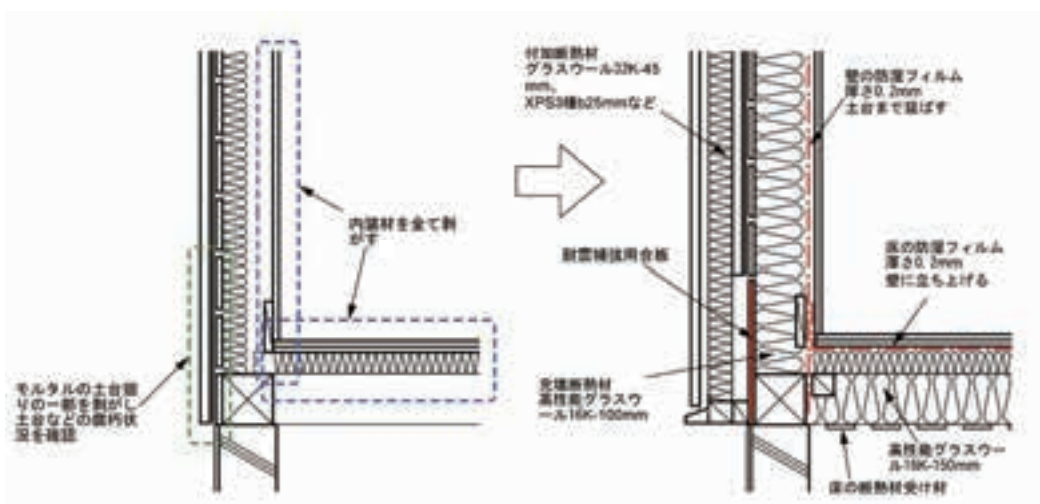 内装材を全て剥
がす
モルタルの土台回
りの一部を剥がし
土台などの腐朽状
況を確認
付加断熱材
グラスウール32K-45
mm、
XPS3種b25mmなど
壁の防湿フィルム
厚さ0.2mm
土台まで延ばす
耐震補強用合板
床の防湿フィルム
厚さ0.2mm
壁に立ち上げる
充填断熱材
高性能グラスウ
ール16K-100mm
高性能グラスウー
ル16K-150mm
床の断熱材受け材